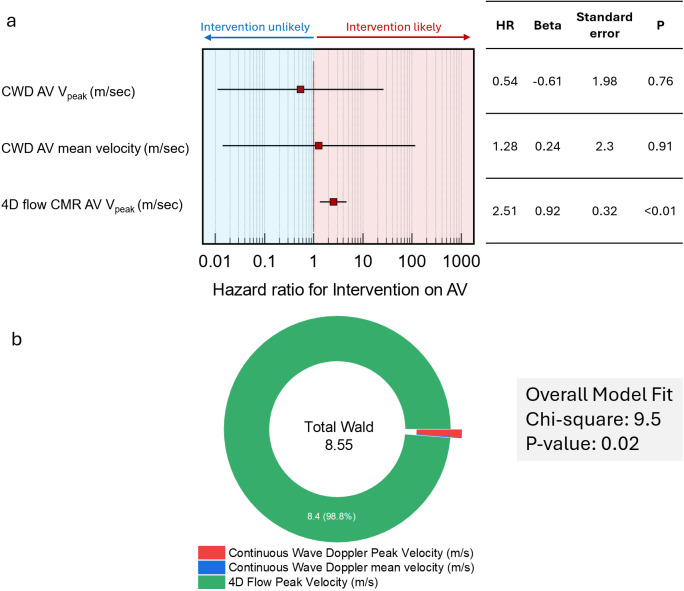 a
Intervention unlikely Intervention likely
HR Beta Standard error P
CWD AV Vpeak (m/sec) 0.54 -0.61 1.98 0.76
CWD AV mean velocity (m/sec) 1.28 0.24 2.3 0.91
4D flow CMR AV Vpeak (m/sec) 2.51 0.92 0.32 <0.01
0.01 0.1 1 10 100 1000
Hazard ratio for Intervention on AV
b
Total Wald
8.55
8.4 (98.8%)
Overall Model Fit
Chi-square: 9.5
P-value: 0.02
Continuous Wave Doppler Peak Velocity (m/s)
Continuous Wave Doppler mean velocity (m/s)
4D Flow Peak Velocity (m/s)